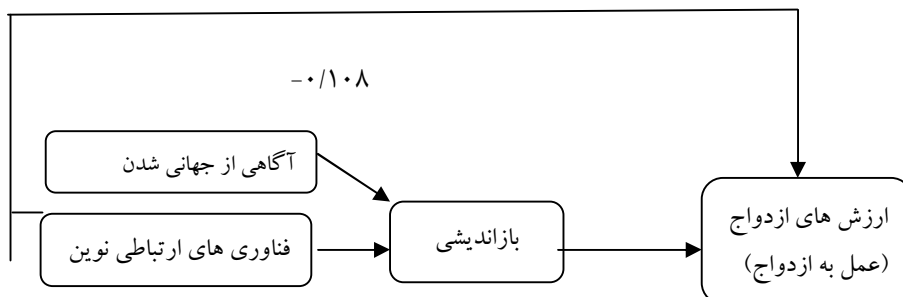 -۰/۱۰۸
آگاهی از جهانی شدن
فناوری های ارتباطی نوین
بازاندیشی
ارزش های ازدواج
(عمل به ازدواج)